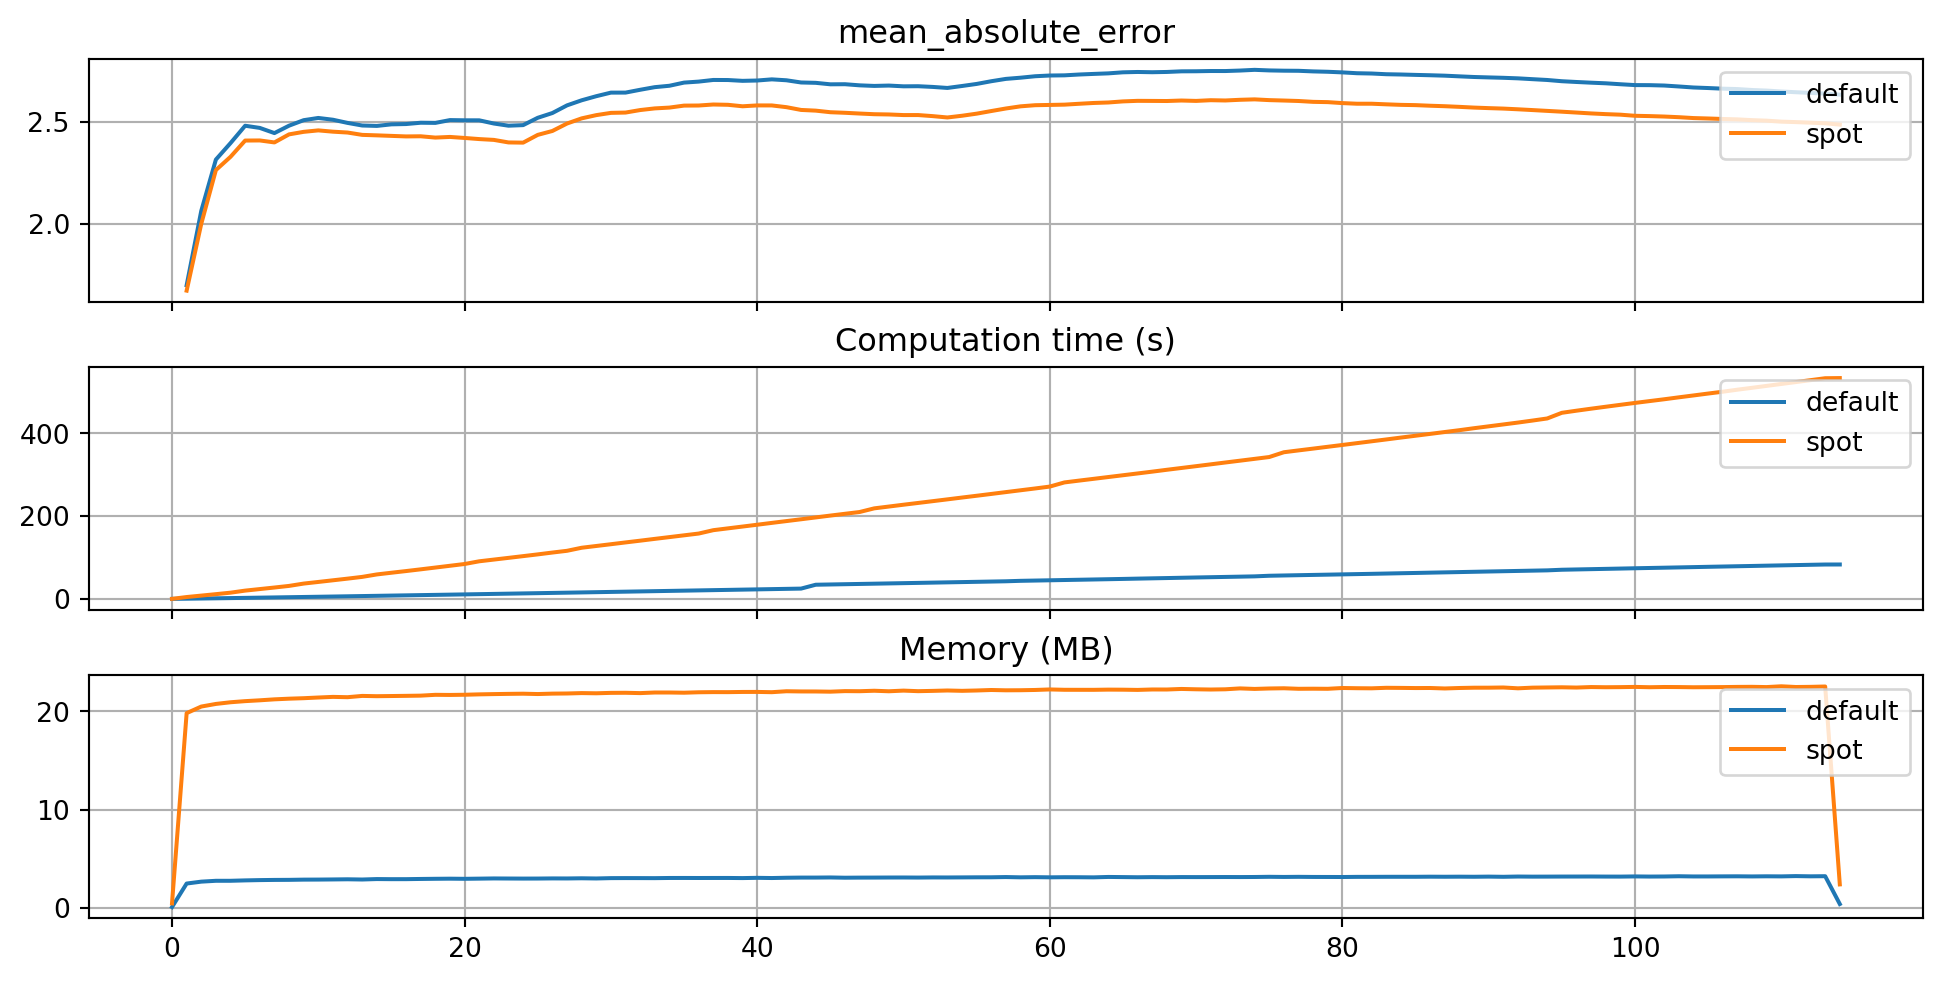 mean_absolute_error
2.5
2.0
default
spot
Computation time (s)
400
200
0
default
spot
Memory (MB)
20
10
0
default
spot
0 20 40 60 80 100